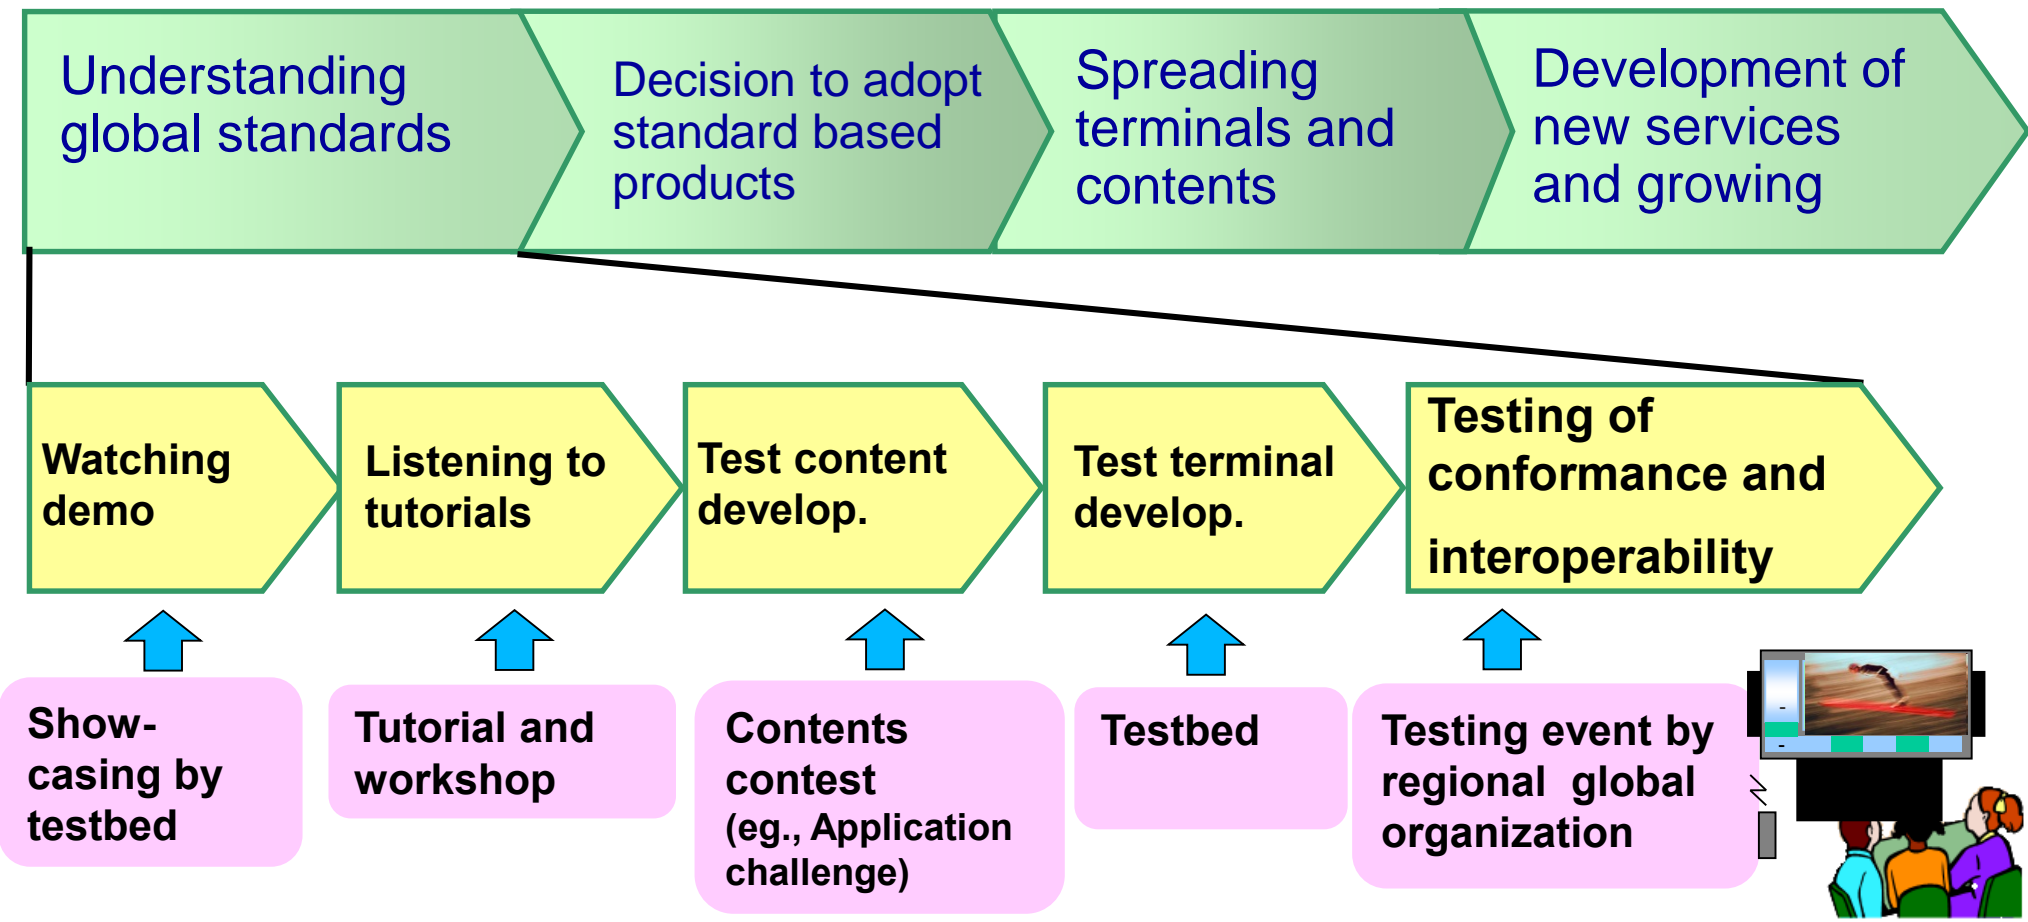 Understanding
global standards
Decision to adopt
standard based
products
Spreading
terminals and
contents
Development of
new services
and growing
Watching
demo
Listening to
tutorials
Test content
develop.
Test terminal
develop.
Testing of
conformance and
interoperability
Show-
casing by
testbed
Tutorial and
workshop
Contents
contest
(eg., Application
challenge)
Testbed
Testing event by
regional  global
organization
-
-